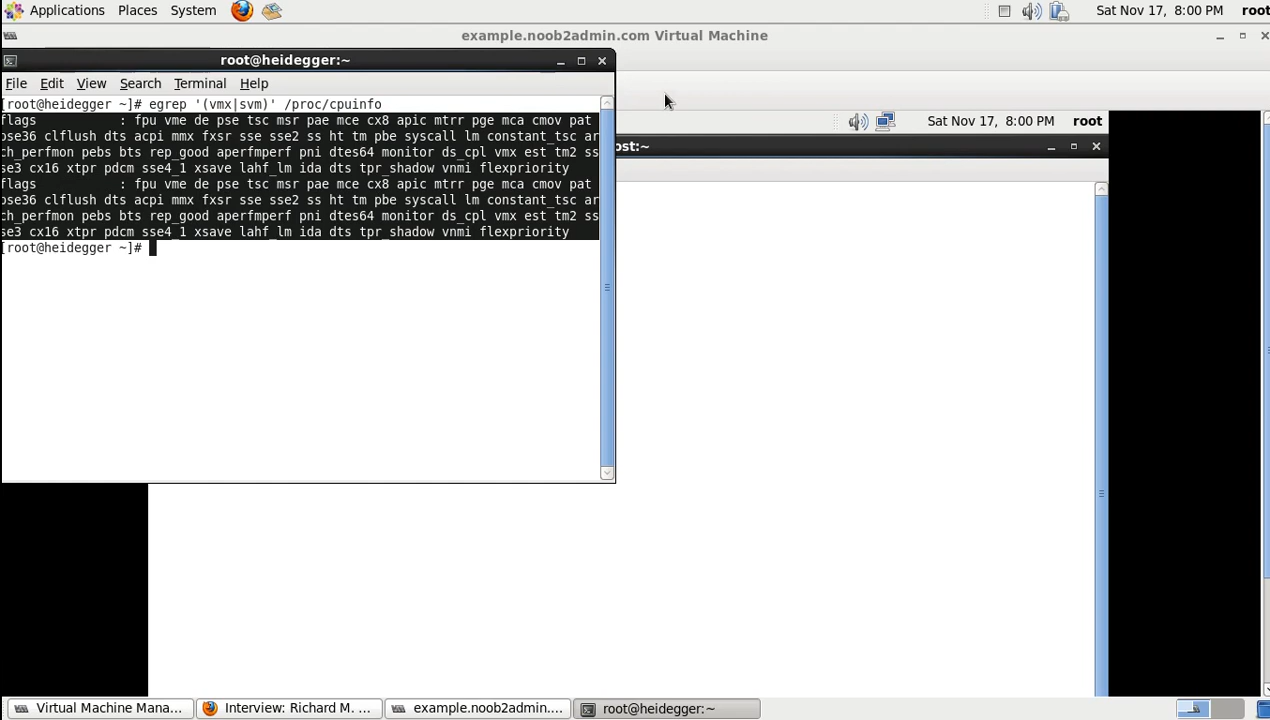 Applications Places System Sat Nov 17, 8:00 PM root
example.noob2admin.com Virtual Machine
root@heidegger:~
File Edit View Search Terminal Help
[root@heidegger ~]# egrep '(vmx|svm)' /proc/cpuinfo
flags : fpu vme de pse tsc msr pae mce cx8 apic mtrr pge mca cmov pat
pse36 clflush dts acpi mmx fxsr sse sse2 ss ht tm pbe syscall lm constant_tsc ar
ch_perfmon pebs bts rep_good aperfmperf pni dtes64 monitor ds_cpl vmx est tm2 ss
se3 cx16 xtpr pdcm sse4_1 xsave lahf_lm ida dts tpr_shadow vnmi flexpriority
flags : fpu vme de pse tsc msr pae mce cx8 apic mtrr pge mca cmov pat
pse36 clflush dts acpi mmx fxsr sse sse2 ss ht tm pbe syscall lm constant_tsc ar
ch_perfmon pebs bts rep_good aperfmperf pni dtes64 monitor ds_cpl vmx est tm2 ss
se3 cx16 xtpr pdcm sse4_1 xsave lahf_lm ida dts tpr_shadow vnmi flexpriority
[root@heidegger ~]#
Sat Nov 17, 8:00 PM root
ost:~
Virtual Machine Mana... Interview: Richard M. ... example.noob2admin.... root@heidegger:~